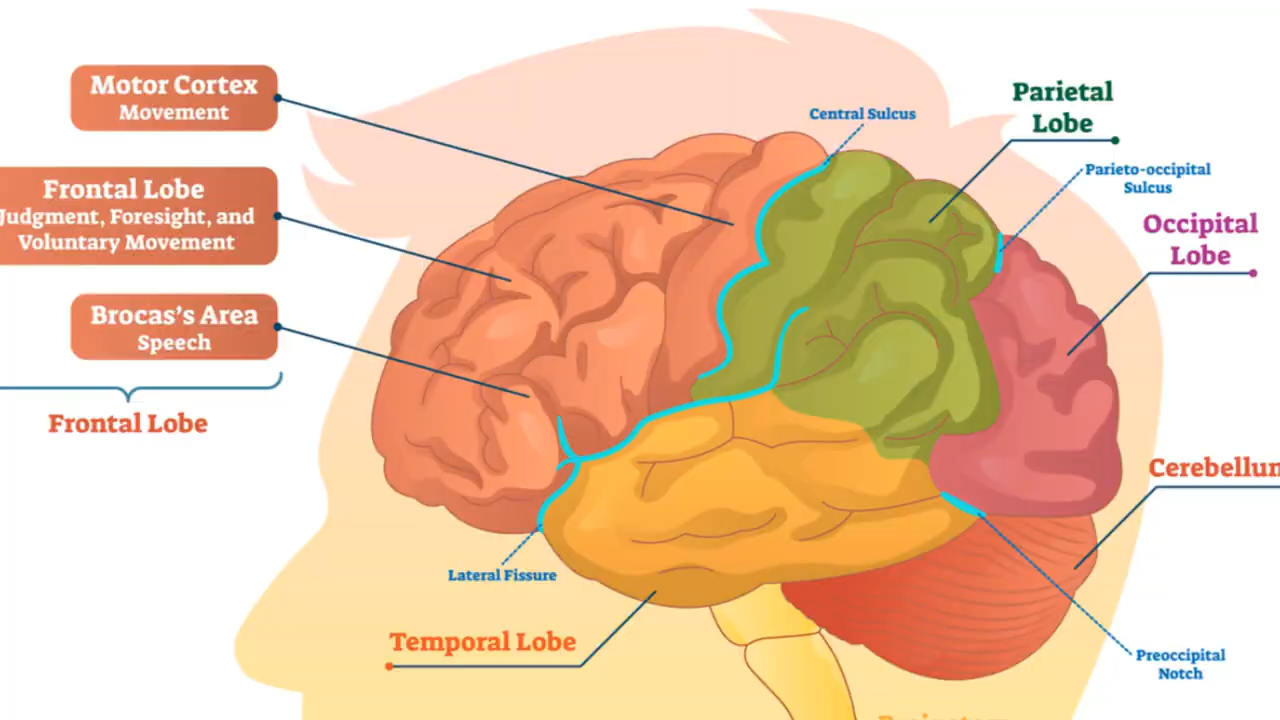 Motor Cortex
Movement
Frontal Lobe
Judgment, Foresight, and
Voluntary Movement
Brocas's Area
Speech
Frontal Lobe
Central Sulcus
Parietal
Lobe
Parieto-occipital
Sulcus
Occipital
Lobe
Lateral Fissure
Temporal Lobe
Preoccipital
Notch